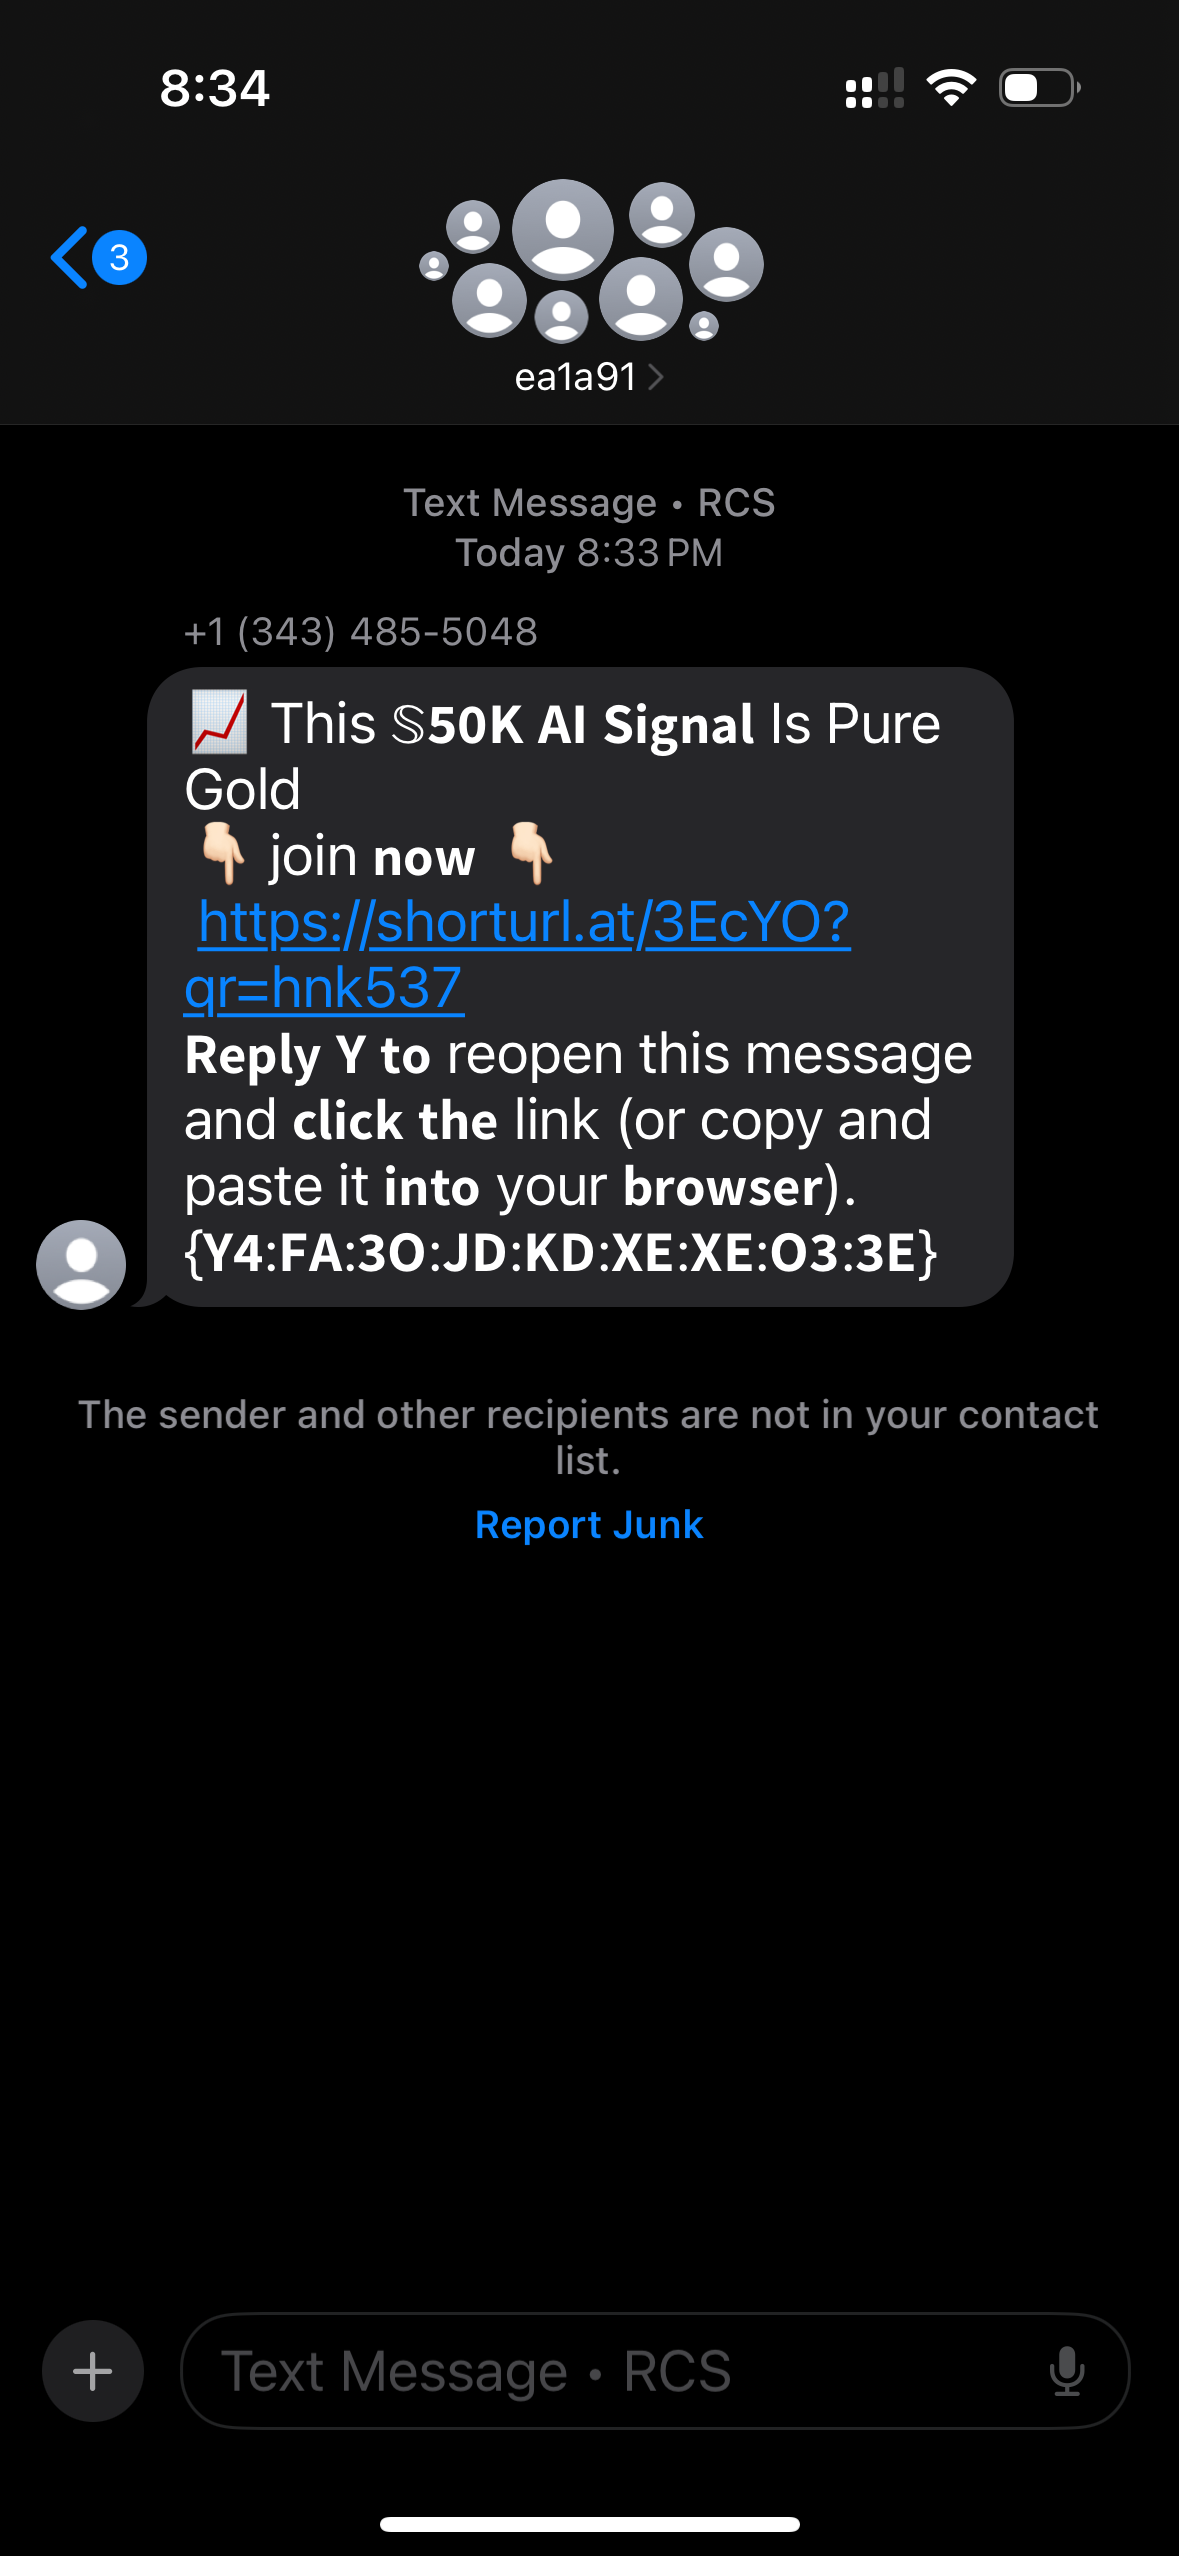 8:34
3
ea1a91
Text Message • RCS
Today 8:33 PM
+1 (343) 485-5048
📈 This 𝕊50K AI Signal Is Pure
Gold
👇🏻 join now 👇🏻
https://shorturl.at/3EcYO?
qr=hnk537
Reply Y to reopen this message
and click the link (or copy and
paste it into your browser).
{Y4:FA:3O:JD:KD:XE:XE:O3:3E}
The sender and other recipients are not in your contact
list.
Report Junk
Text Message • RCS